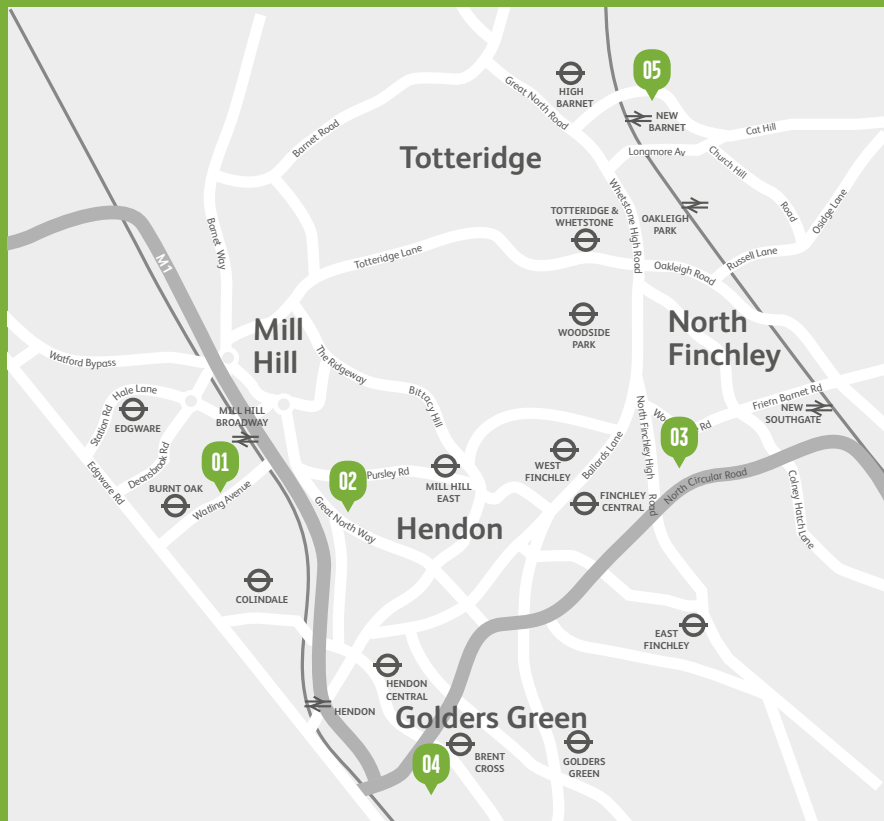 05
HIGH
BARNET
Great North Road
NEW
BARNET
Cat Hill
Barnet Road
Totteridge
Longmore Av
Church Hill
Road
Osidge Lane
Whetstone High Road
TOTTERIDGE &
WHETSTONE
OAKLEIGH
PARK
Barnet Way
M1
Totteridge Lane
Oakleigh Road
Russell Lane
Mill
Hill
WOODSIDE
PARK
North
Finchley
Watford Bypass
The Ridgeway
Hale Lane
Bittacy Hill
Friern Barnet Rd
NEW
SOUTHGATE
Station Rd
EDGWARE
MILL HILL
BROADWAY
North Finchley High
Road
Rd
03
Ballards Lane
Deansbrook Rd
01
02
Pursley Rd
MILL HILL
EAST
WEST
FINCHLEY
Edgware Rd
BURNT OAK
Watling Avenue
Great North Way
FINCHLEY
CENTRAL
North Circular Road
Colney Hatch
Lane
Hendon
COLINDALE
EAST
FINCHLEY
HENDON
CENTRAL
HENDON
Golders Green
04
BRENT
CROSS
GOLDERS
GREEN